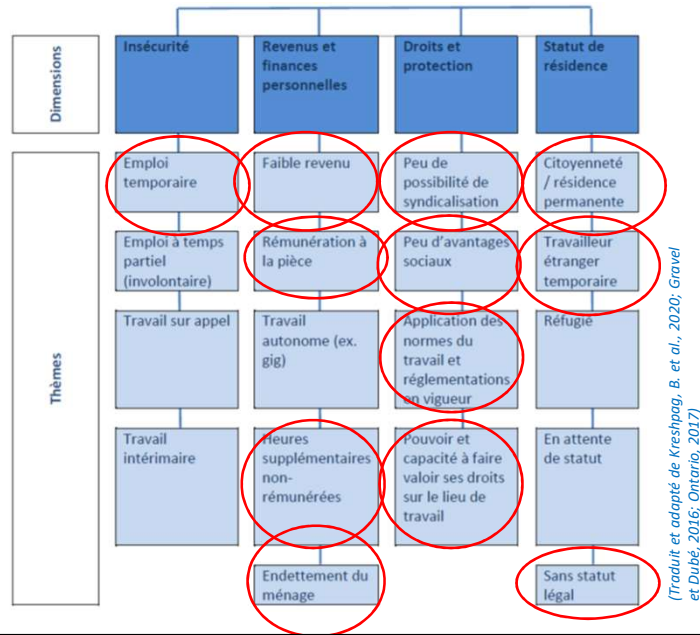 Dimensions
Insécurité
Revenus et
finances
personnelles
Droits et
protection
Statut de
résidence
Thèmes
Emploi
temporaire
Faible revenu
Peu de
possibilité de
syndicalisation
Citoyenneté
/ résidence
permanente
Emploi à temps
partiel
(involontaire)
Rémunération à
la pièce
Peu d'avantages
sociaux
Travailleur
étranger
temporaire
Travail sur appel
Travail
autonome (ex.
gig)
Application des
normes du
travail et
réglementations
en vigueur
Réfugié
Travail
intérimaire
Heures
supplémentaires
non-
rémunérées
Pouvoir et
capacité à faire
valoir ses droits
sur le lieu de
travail
En attente
de statut
Endettement du
ménage
Sans statut
légal
(Traduit et adapté de Kreshpag, B. et al., 2020; Gravel
et Dubé, 2016; Ontario, 2017)